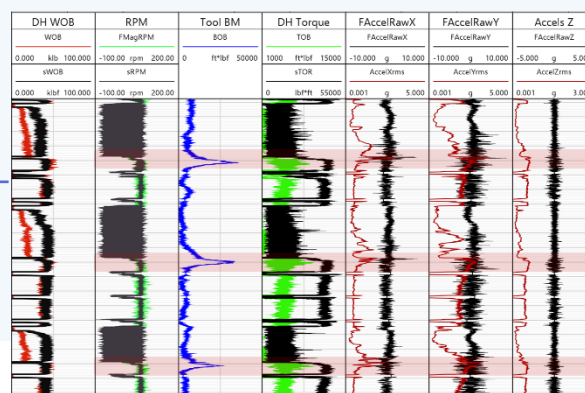 DH WOB RPM Tool BM DH Torque FAccelRawX FAccelRawY Accels Z
WOB FMagRPM BOB TOB FAccelRawX FAccelRawY FAccelRawZ
0.000 klb 100.000 -100.00 rpm 200.00 0 ft*lbf 50000 1000 ft*lbf 15000 -10.000 g 10.000 -10.000 g 10.000 -5.000 g 5.000
sWOB sRPM sTOR AccelXrms AccelYrms AccelZrms
0.000 klbf 100.000 -100.00 rpm 200.00 0 lbf*ft 55000 0.001 g 5.000 0.001 g 5.000 0.001 g 3.000